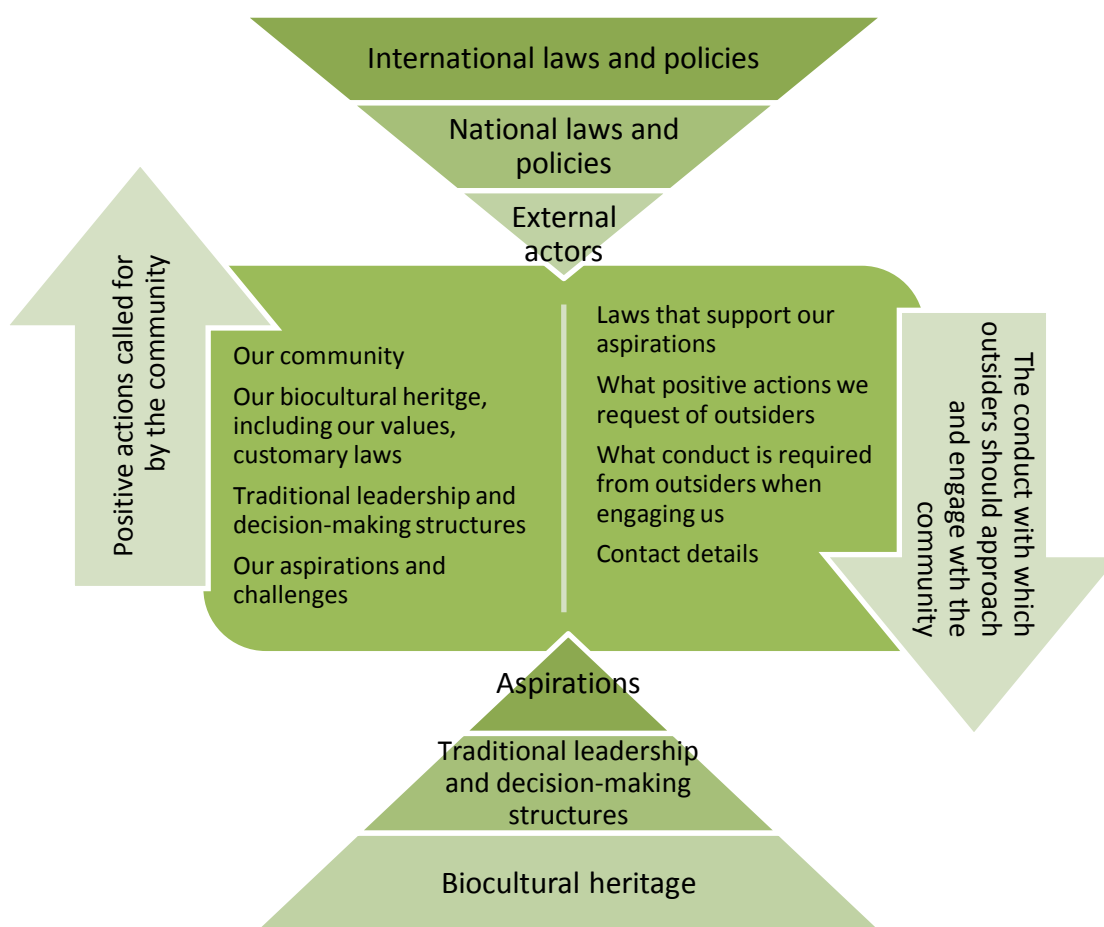 International laws and policies
National laws and
policies
External
actors
Positive actions called for
by the community
Our community
Our biocultural heritge,
including our values,
customary laws
Traditional leadership and
decision-making structures
Our aspirations and
challenges
Laws that support our
aspirations
What positive actions we
request of outsiders
What conduct is required
from outsiders when
engaging us
Contact details
The conduct with which
outsiders should approach
and engage wth the
community
Aspirations
Traditional leadership
and decision-making
structures
Biocultural heritage